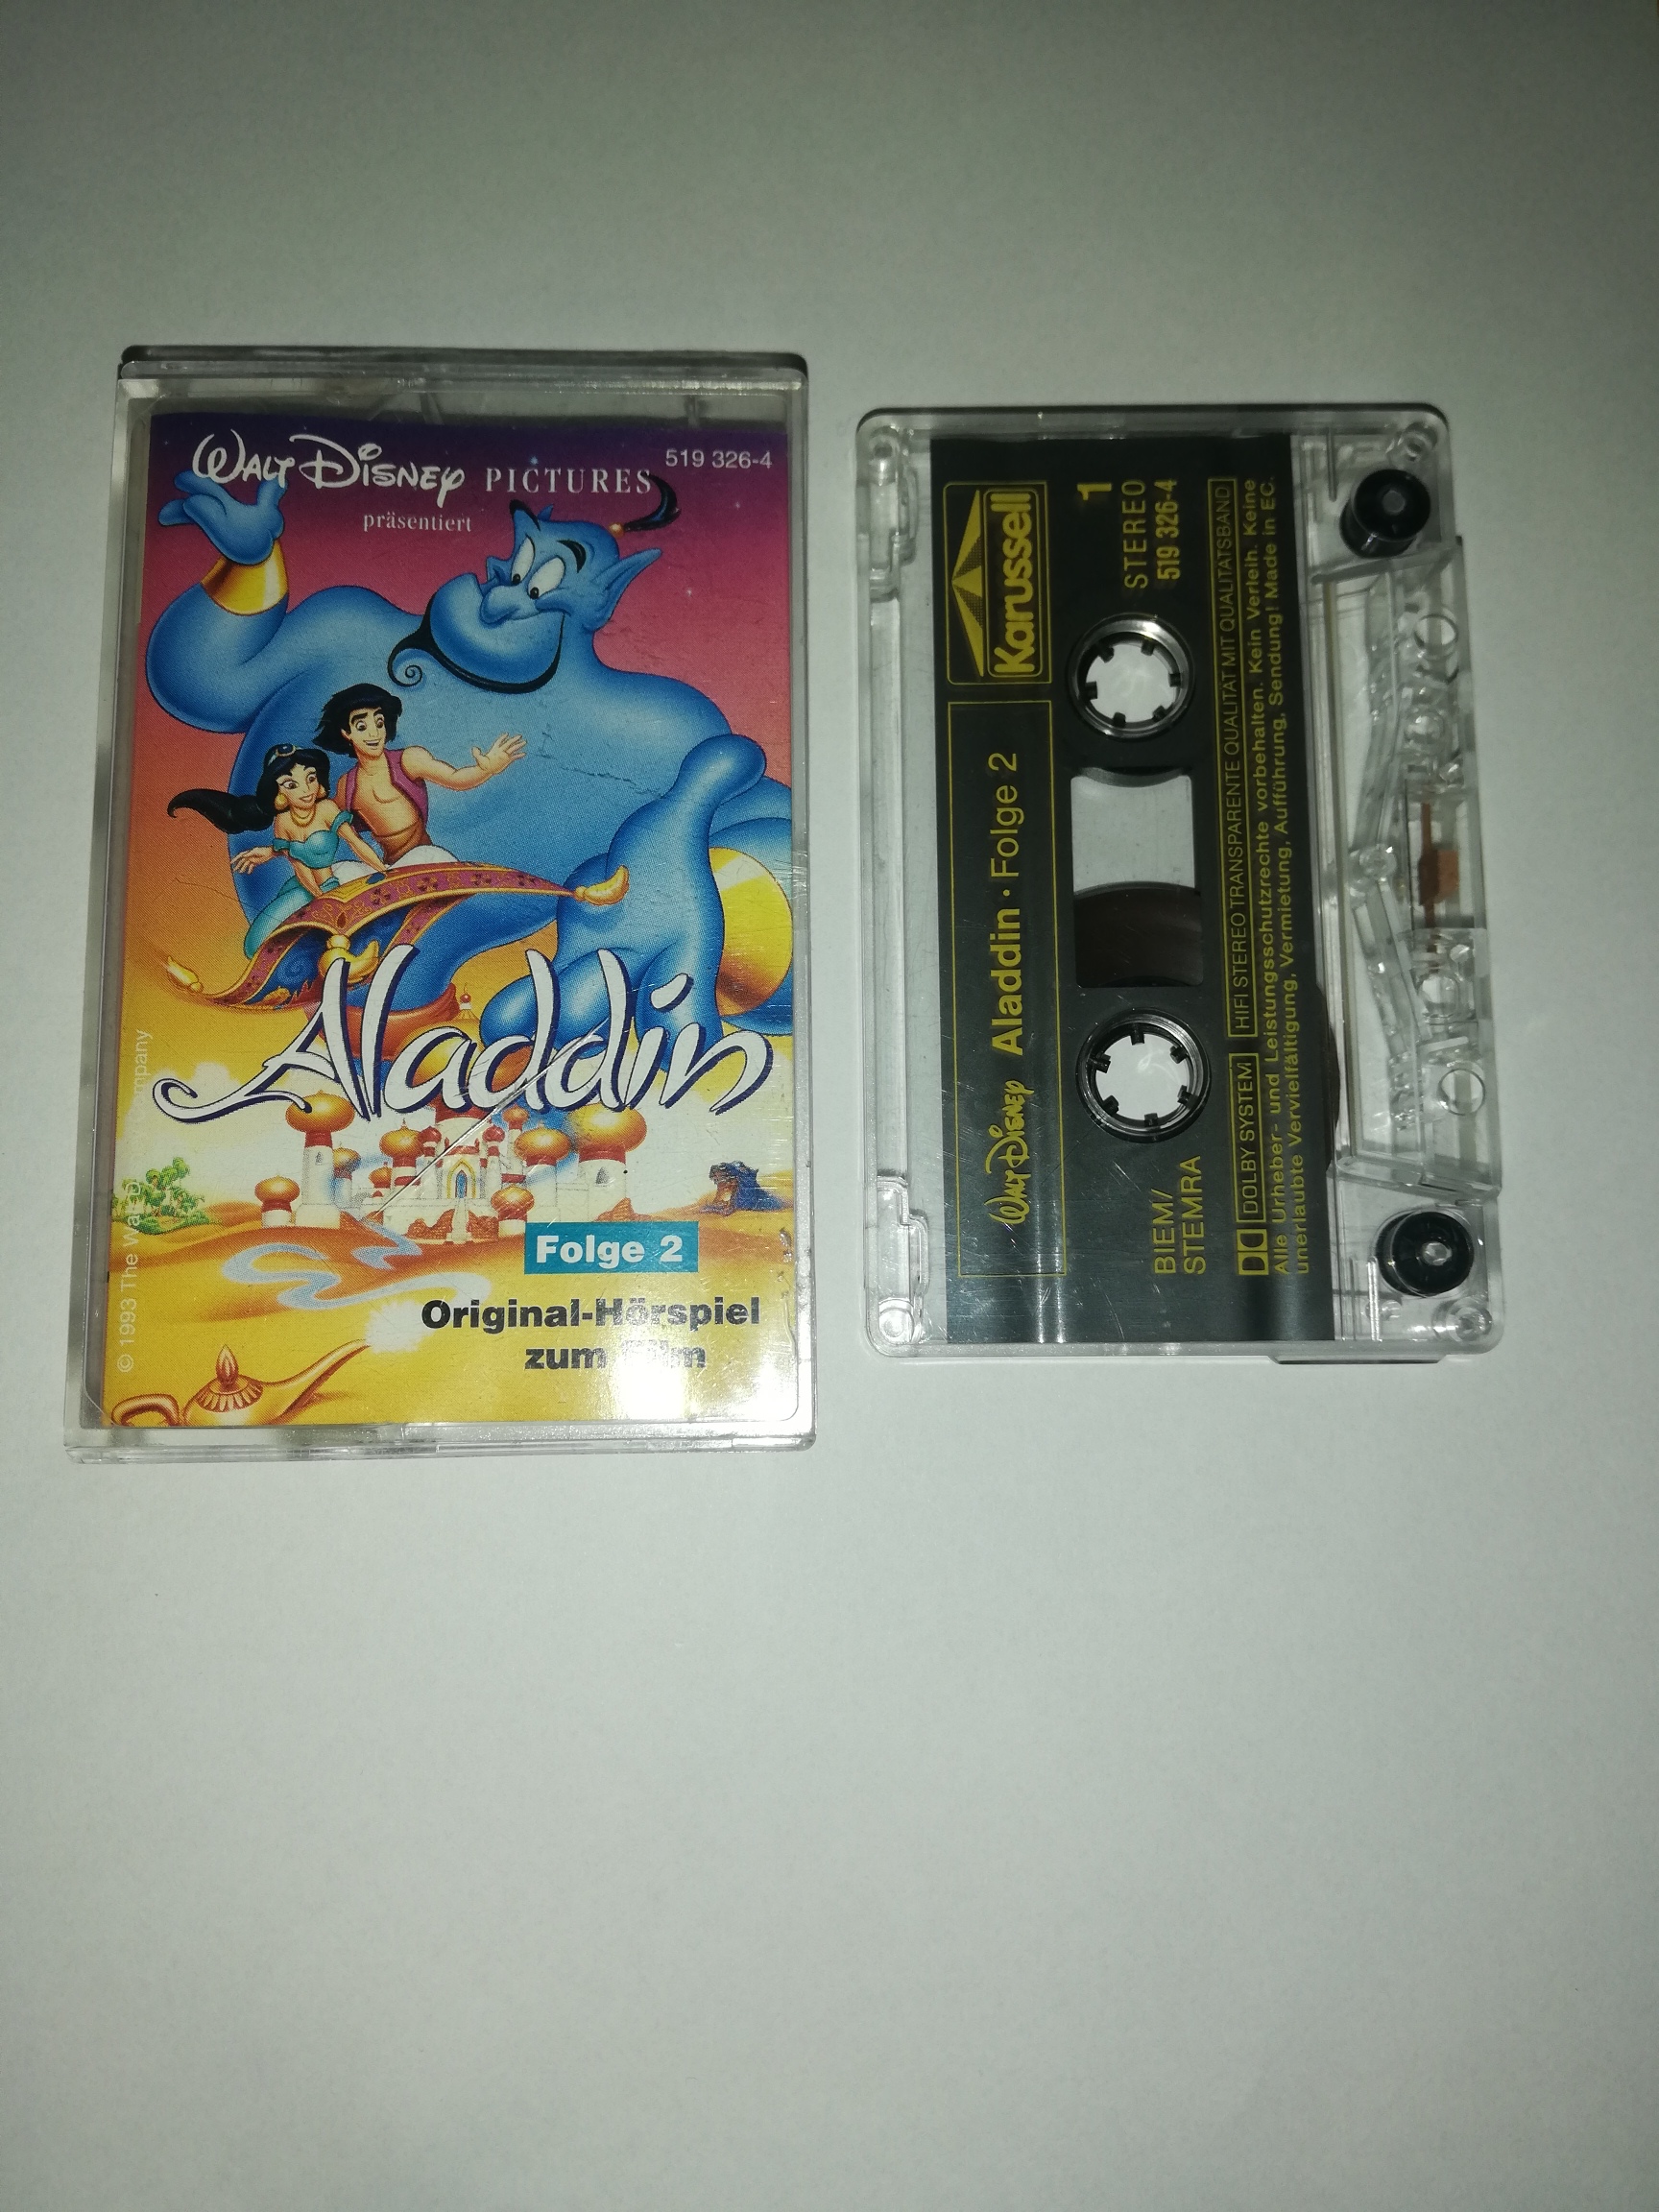 WALT DISNEY PICTURES
519 326-4
präsentiert
Aladdin
Folge 2
Original-Hörspiel
zum Film
© 1993 The Walt Company
Karussell
WALT DISNEY Aladdin · Folge 2
1
STEREO
519 326-4
BIEM/
STEMRA
DOLBY SYSTEM HIFI STEREO TRANSPARENTE QUALITÄT MIT QUALITÄTSBAND
Alle Urheber- und Leistungsschutzrechte vorbehalten. Kein Verleih. Keine
unerlaubte Vervielfältigung, Vermietung, Aufführung, Sendung! Made in EC.